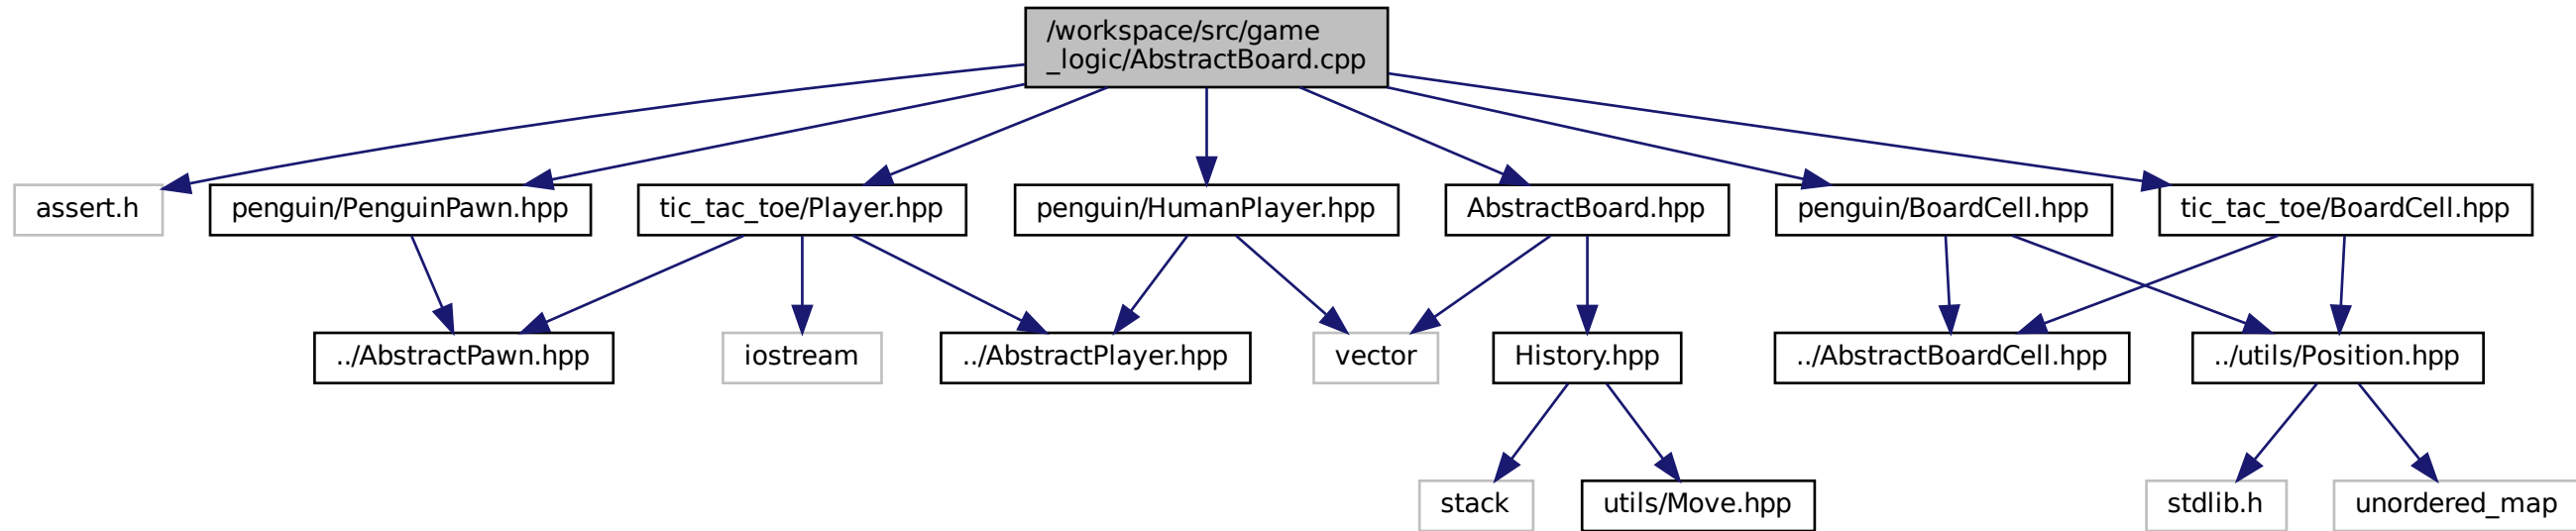 /workspace/src/game
_logic/AbstractBoard.cpp
assert.h
penguin/PenguinPawn.hpp
tic_tac_toe/Player.hpp
penguin/HumanPlayer.hpp
AbstractBoard.hpp
penguin/BoardCell.hpp
tic_tac_toe/BoardCell.hpp
../AbstractPawn.hpp
iostream
../AbstractPlayer.hpp
vector
History.hpp
../AbstractBoardCell.hpp
../utils/Position.hpp
stack
utils/Move.hpp
stdlib.h
unordered_map